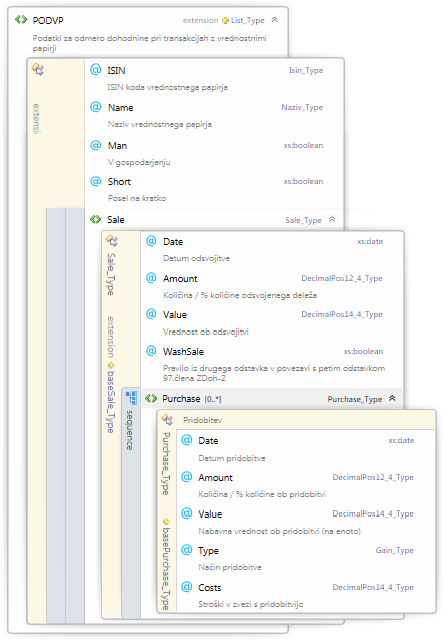 PODVP extension List_Type
Podatki za odmero dohodnine pri transakcijah z vrednostnimi
papirji
extensi
ISIN Isin_Type
ISIN koda vrednostnega papirja
Name Naziv_Type
Naziv vrednostnega papirja
Man xs:boolean
V gospodarjenju
Short xs:boolean
Posel na kratko
Sale Sale_Type
Sale_Type
extension
baseSale_Type
Date xs:date
Datum odsvojitve
Amount DecimalPos12_4_Type
Količina / % količine odsvojenega deleža
Value DecimalPos14_4_Type
Vrednost ob odsvojitvi
WashSale xs:boolean
Pravilo iz drugega odstavka v povezavi s petim odstavkom
97.člena ZDoh-2
sequence
Purchase [0..*] Purchase_Type
Purchase_Type
basePurchase_Type
Pridobitev
Date xs:date
Datum pridobitve
Amount DecimalPos12_4_Type
Količina / % količine ob pridobitvi
Value DecimalPos14_4_Type
Nabavna vrednost ob pridobitvi (na enoto)
Type Gain_Type
Način pridobitve
Costs DecimalPos14_4_Type
Stroški v zvezi s pridobitvijo